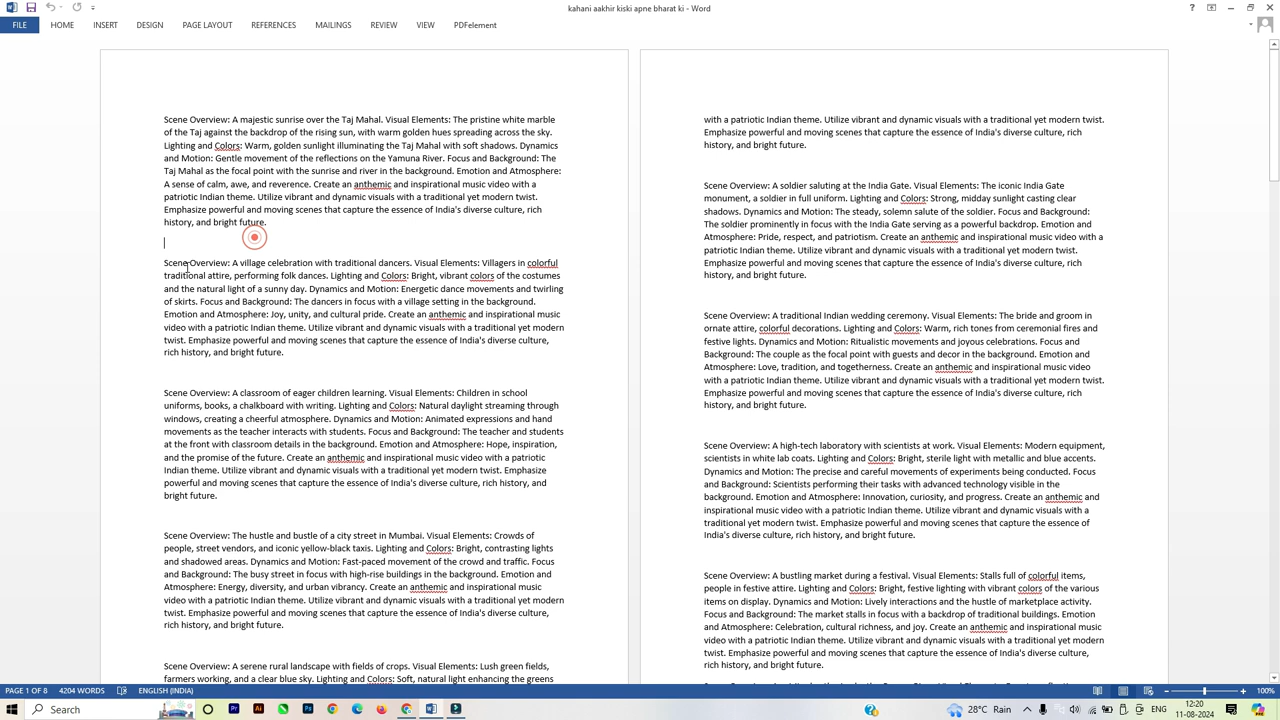 kahani aakhir kiski apne bharat ki - Word
FILE
HOME
INSERT
DESIGN
PAGE LAYOUT
REFERENCES
MAILINGS
REVIEW
VIEW
PDFelement
Scene Overview: A majestic sunrise over the Taj Mahal. Visual Elements: The pristine white marble
of the Taj against the backdrop of the rising sun, with warm golden hues spreading across the sky.
Lighting and Colors: Warm, golden sunlight illuminating the Taj Mahal with soft shadows. Dynamics
and Motion: Gentle movement of the reflections on the Yamuna River. Focus and Background: The
Taj Mahal as the focal point with the sunrise and river in the background. Emotion and Atmosphere:
A sense of calm, awe, and reverence. Create an anthemic and inspirational music video with a
patriotic Indian theme. Utilize vibrant and dynamic visuals with a traditional yet modern twist.
Emphasize powerful and moving scenes that capture the essence of India's diverse culture, rich
history, and bright future.
Scene Overview: A village celebration with traditional dancers. Visual Elements: Villagers in colorful
traditional attire, performing folk dances. Lighting and Colors: Bright, vibrant colors of the costumes
and the natural light of a sunny day. Dynamics and Motion: Energetic dance movements and twirling
of skirts. Focus and Background: The dancers in focus with a village setting in the background.
Emotion and Atmosphere: Joy, unity, and cultural pride. Create an anthemic and inspirational music
video with a patriotic Indian theme. Utilize vibrant and dynamic visuals with a traditional yet modern
twist. Emphasize powerful and moving scenes that capture the essence of India's diverse culture,
rich history, and bright future.
Scene Overview: A classroom of eager children learning. Visual Elements: Children in school
uniforms, books, a chalkboard with writing. Lighting and Colors: Natural daylight streaming through
windows, creating a cheerful atmosphere. Dynamics and Motion: Animated expressions and hand
movements as the teacher interacts with students. Focus and Background: The teacher and students
at the front with classroom details in the background. Emotion and Atmosphere: Hope, inspiration,
and the promise of the future. Create an anthemic and inspirational music video with a patriotic
Indian theme. Utilize vibrant and dynamic visuals with a traditional yet modern twist. Emphasize
powerful and moving scenes that capture the essence of India's diverse culture, rich history, and
bright future.
Scene Overview: The hustle and bustle of a city street in Mumbai. Visual Elements: Crowds of
people, street vendors, and iconic yellow-black taxis. Lighting and Colors: Bright, contrasting lights
and shadowed areas. Dynamics and Motion: Fast-paced movement of the crowd and traffic. Focus
and Background: The busy street in focus with high-rise buildings in the background. Emotion and
Atmosphere: Energy, diversity, and urban vibrancy. Create an anthemic and inspirational music
video with a patriotic Indian theme. Utilize vibrant and dynamic visuals with a traditional yet modern
twist. Emphasize powerful and moving scenes that capture the essence of India's diverse culture,
rich history, and bright future.
Scene Overview: A serene rural landscape with fields of crops. Visual Elements: Lush green fields,
farmers working, and a clear blue sky. Lighting and Colors: Soft, natural light enhancing the greens
with a patriotic Indian theme. Utilize vibrant and dynamic visuals with a traditional yet modern twist.
Emphasize powerful and moving scenes that capture the essence of India's diverse culture, rich
history, and bright future.
Scene Overview: A soldier saluting at the India Gate. Visual Elements: The iconic India Gate
monument, a soldier in full uniform. Lighting and Colors: Strong, midday sunlight casting clear
shadows. Dynamics and Motion: The steady, solemn salute of the soldier. Focus and Background:
The soldier prominently in focus with the India Gate serving as a powerful backdrop. Emotion and
Atmosphere: Pride, respect, and patriotism. Create an anthemic and inspirational music video with a
patriotic Indian theme. Utilize vibrant and dynamic visuals with a traditional yet modern twist.
Emphasize powerful and moving scenes that capture the essence of India's diverse culture, rich
history, and bright future.
Scene Overview: A traditional Indian wedding ceremony. Visual Elements: The bride and groom in
ornate attire, colorful decorations. Lighting and Colors: Warm, rich tones from ceremonial fires and
festive lights. Dynamics and Motion: Ritualistic movements and joyous celebrations. Focus and
Background: The couple as the focal point with guests and decor in the background. Emotion and
Atmosphere: Love, tradition, and togetherness. Create an anthemic and inspirational music video
with a patriotic Indian theme. Utilize vibrant and dynamic visuals with a traditional yet modern twist.
Emphasize powerful and moving scenes that capture the essence of India's diverse culture, rich
history, and bright future.
Scene Overview: A high-tech laboratory with scientists at work. Visual Elements: Modern equipment,
scientists in white lab coats. Lighting and Colors: Bright, sterile light with metallic and blue accents.
Dynamics and Motion: The precise and careful movements of experiments being conducted. Focus
and Background: Scientists performing their tasks with advanced technology visible in the
background. Emotion and Atmosphere: Innovation, curiosity, and progress. Create an anthemic and
inspirational music video with a patriotic Indian theme. Utilize vibrant and dynamic visuals with a
traditional yet modern twist. Emphasize powerful and moving scenes that capture the essence of
India's diverse culture, rich history, and bright future.
Scene Overview: A bustling market during a festival. Visual Elements: Stalls full of colorful items,
people in festive attire. Lighting and Colors: Bright, festive lighting with vibrant colors of the various
items on display. Dynamics and Motion: Lively interactions and the hustle of marketplace activity.
Focus and Background: The market stalls in focus with a backdrop of traditional buildings. Emotion
and Atmosphere: Celebration, cultural richness, and joy. Create an anthemic and inspirational music
video with a patriotic Indian theme. Utilize vibrant and dynamic visuals with a traditional yet modern
twist. Emphasize powerful and moving scenes that capture the essence of India's diverse culture,
rich history, and bright future.
PAGE 1 OF 8
4204 WORDS
ENGLISH (INDIA)
100%
Search
Pr
Ai
Ps
28°C Rain
ENG
12:20
11-08-2024